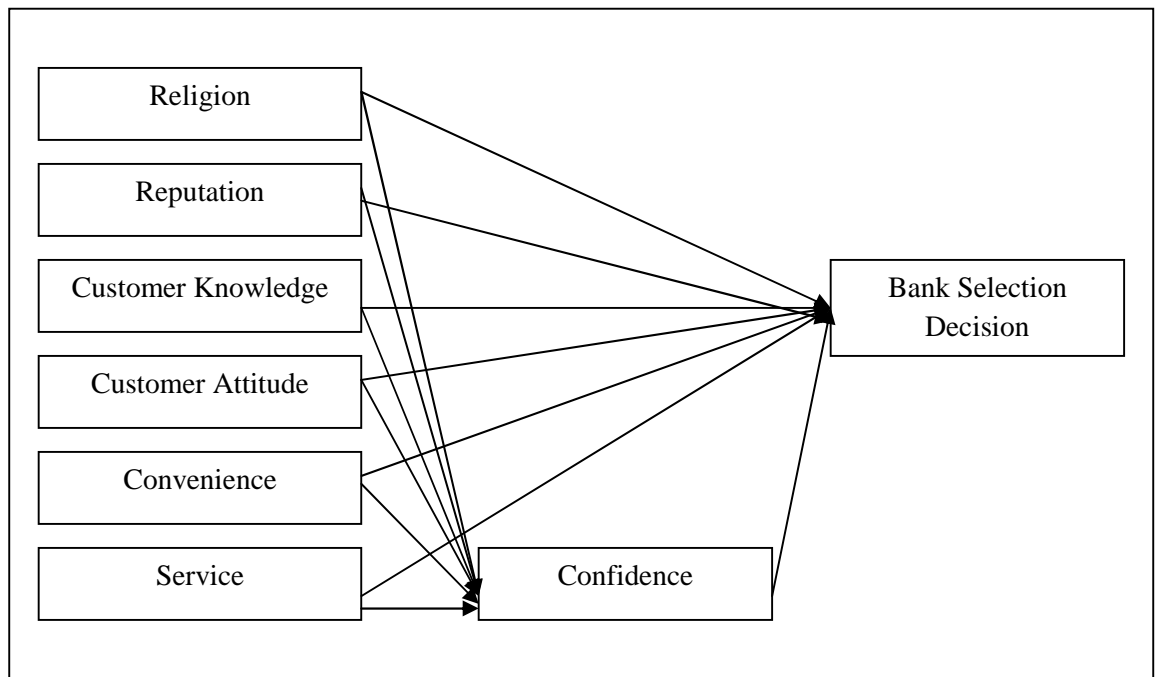 Religion
Reputation
Customer Knowledge
Customer Attitude
Convenience
Service
Confidence
Bank Selection
Decision